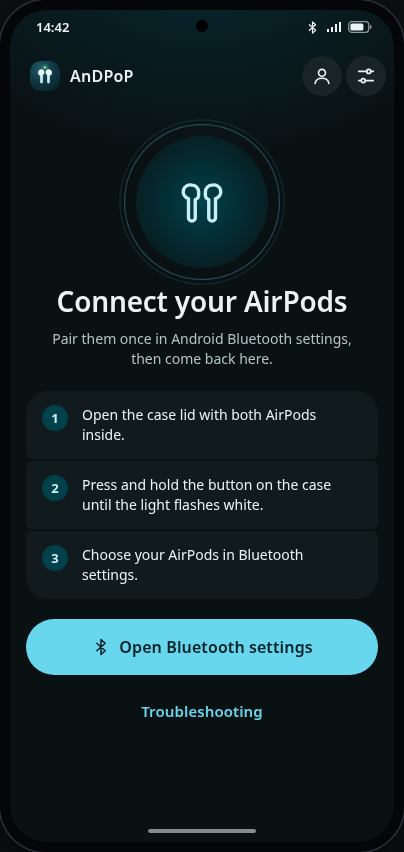 14:42
AnDPoP
Connect your AirPods
Pair them once in Android Bluetooth settings,
then come back here.
1
Open the case lid with both AirPods
inside.
2
Press and hold the button on the case
until the light flashes white.
3
Choose your AirPods in Bluetooth
settings.
Open Bluetooth settings
Troubleshooting